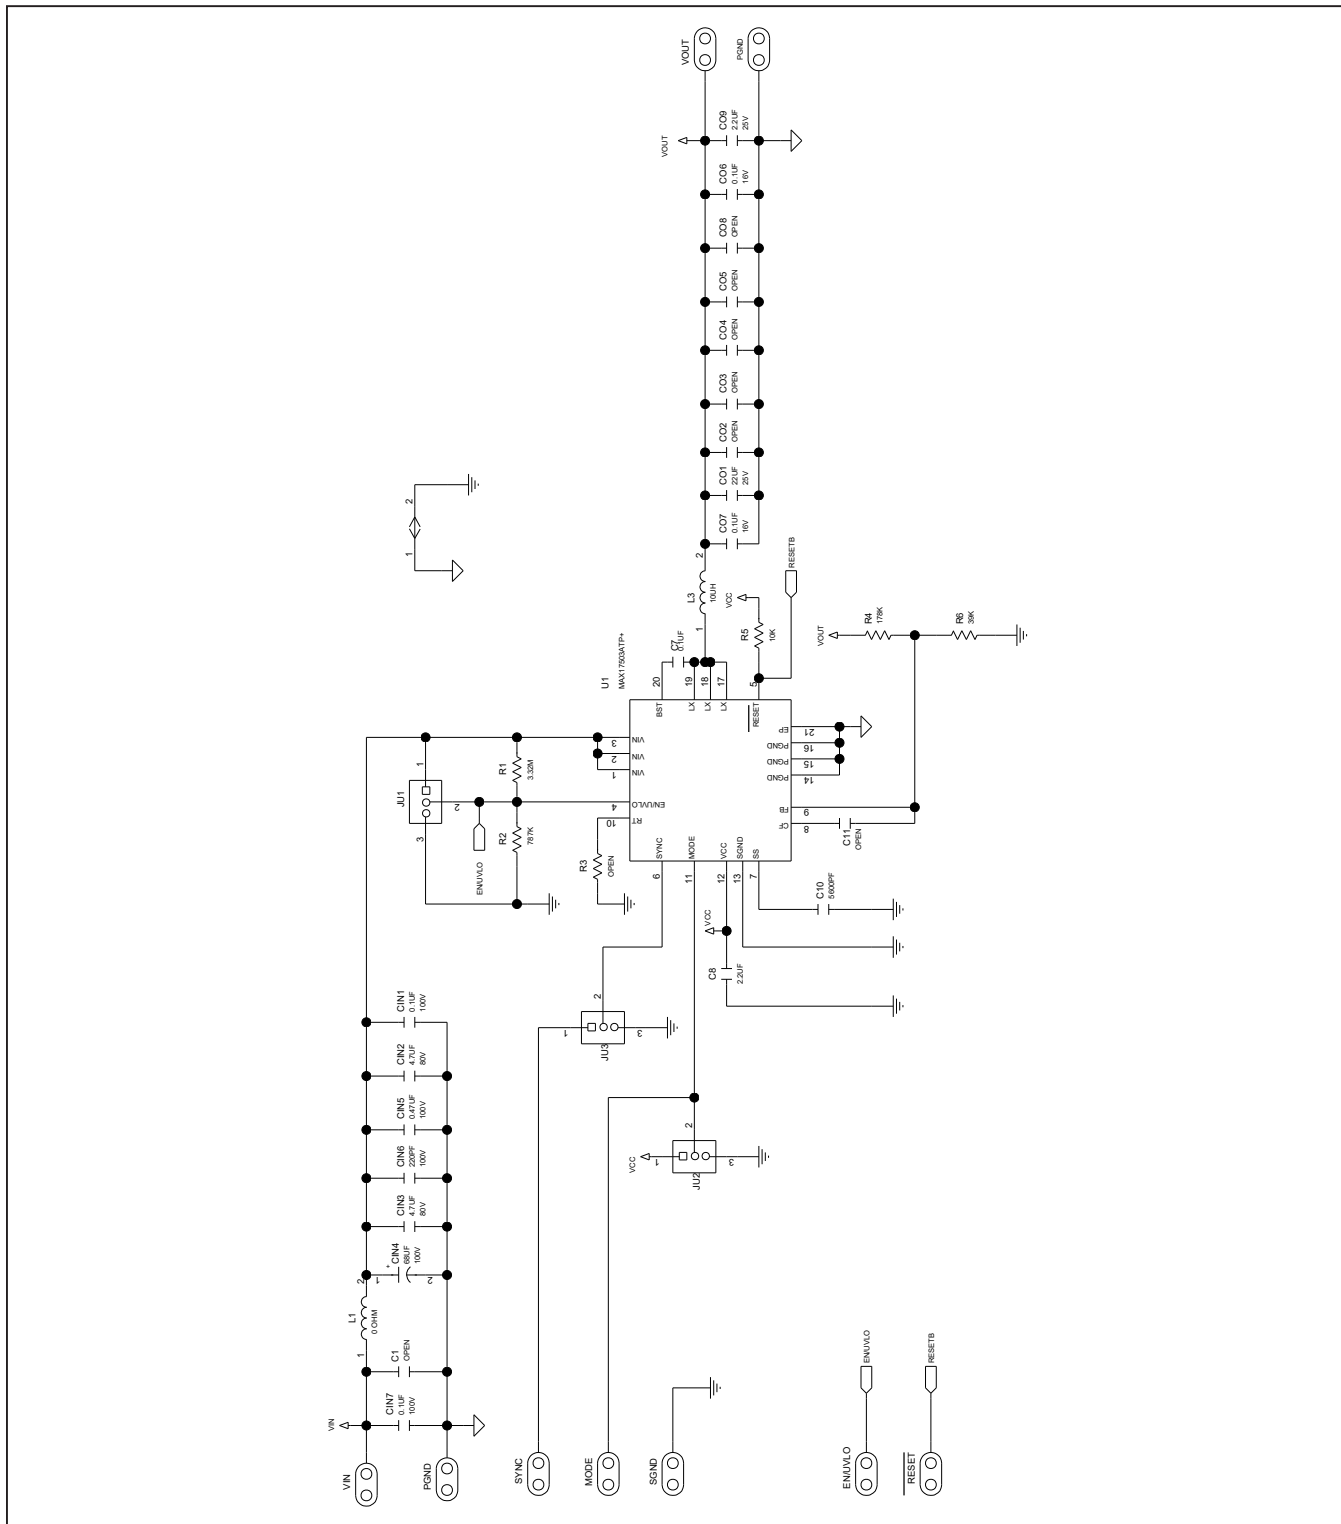 VOUT
PGND
VOUT
CO9
2.2UF
25V
CO6
0.1UF
16V
CO8
OPEN
CO5
OPEN
CO4
OPEN
CO3
OPEN
CO2
OPEN
CO1
22UF
25V
CO7
0.1UF
16V
1
2
2
L3
10UH
1
VCC
R5
10K
RESETB
VOUT
R4
178K
R6
39K
U1
MAX17503ATP+
C7
0.1UF
20
19
18
17
5
BST
LX
LX
LX
RESET
3
2
1
4
10
VIN
VIN
VIN
EN/UVLO
RT
21
16
15
14
9
8
EP
PGND
PGND
PGND
FB
CF
C11
OPEN
SYNC
MODE
VCC
SGND
SS
6
11
12
13
7
JU1
1
2
3
R1
3.32M
R2
787K
EN/UVLO
R3
OPEN
C10
5600PF
VCC
C8
2.2UF
JU3
1
2
3
JU2
VCC
1
2
3
CIN1
0.1UF
100V
CIN2
4.7UF
80V
CIN5
0.47UF
100V
CIN6
220PF
100V
CIN3
4.7UF
80V
CIN4
68UF
100V
+
1
2
L1
0 OHM
2
1
C1
OPEN
CIN7
0.1UF
100V
VIN
VIN
PGND
SYNC
MODE
SGND
EN/UVLO
EN/UVLO
RESET
RESETB